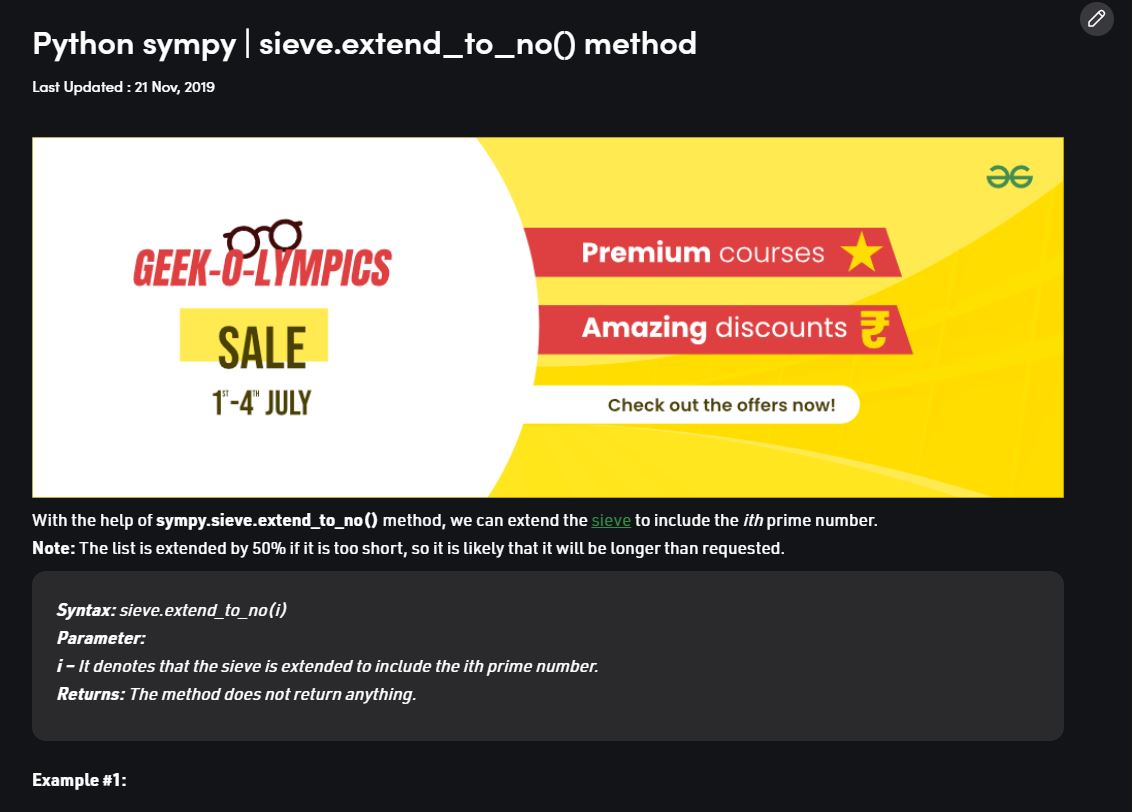 Python sympy | sieve.extend_to_no() method
Last Updated : 21 Nov, 2019
GEEK-O-LYMPICS
SALE
1ST-4TH JULY
Premium courses
Amazing discounts
Check out the offers now!
With the help of sympy.sieve.extend_to_no() method, we can extend the sieve to include the ith prime number.
Note: The list is extended by 50% if it is too short, so it is likely that it will be longer than requested.
Syntax: sieve.extend_to_no(i)
Parameter:
i – It denotes that the sieve is extended to include the ith prime number.
Returns: The method does not return anything.
Example #1: